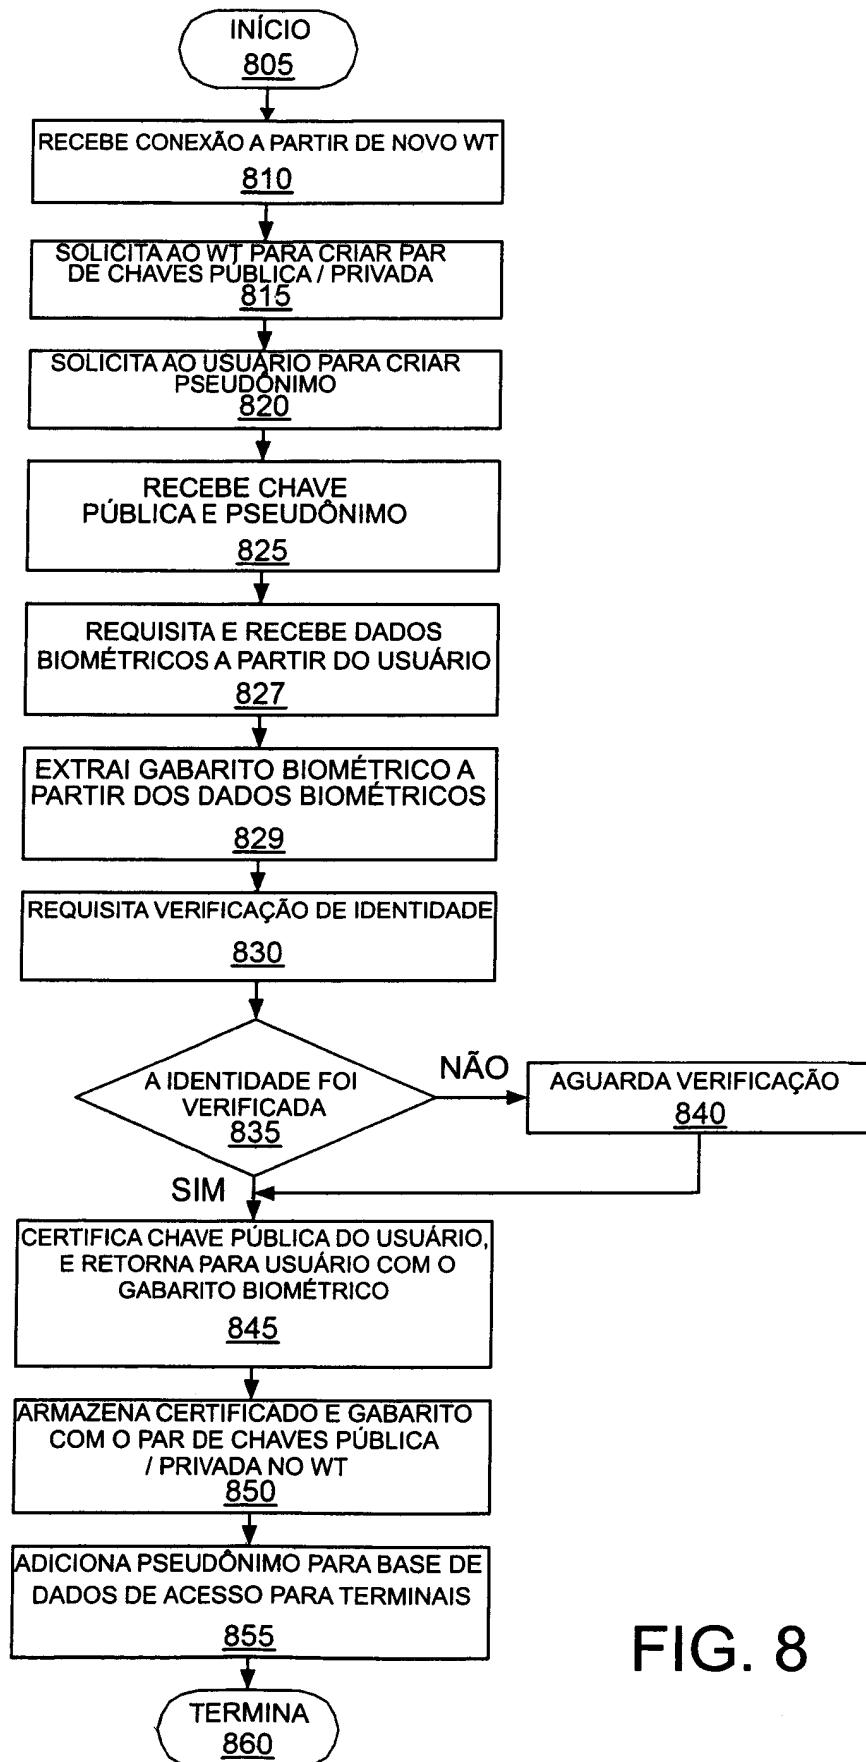 INÍCIO
805
RECEBE CONEXÃO A PARTIR DE NOVO WT
810
SOLICITA AO WT PARA CRIAR PAR
DE CHAVES PÚBLICA / PRIVADA
815
SOLICITA AO USUÁRIO PARA CRIAR
PSEUDÔNIMO
820
RECEBE CHAVE
PÚBLICA E PSEUDÔNIMO
825
REQUISITA E RECEBE DADOS
BIOMÉTRICOS A PARTIR DO USUÁRIO
827
EXTRAI GABARITO BIOMÉTRICO A
PARTIR DOS DADOS BIOMÉTRICOS
829
REQUISITA VERIFICAÇÃO DE IDENTIDADE
830
A IDENTIDADE FOI
VERIFICADA
835
NÃO
AGUARDA VERIFICAÇÃO
840
SIM
CERTIFICA CHAVE PÚBLICA DO USUÁRIO,
E RETORNA PARA USUÁRIO COM O
GABARITO BIOMÉTRICO
845
ARMAZENA CERTIFICADO E GABARITO
COM O PAR DE CHAVES PÚBLICA
/ PRIVADA NO WT
850
ADICIONA PSEUDÔNIMO PARA BASE DE
DADOS DE ACESSO PARA TERMINAIS
855
TERMINA
860
FIG. 8